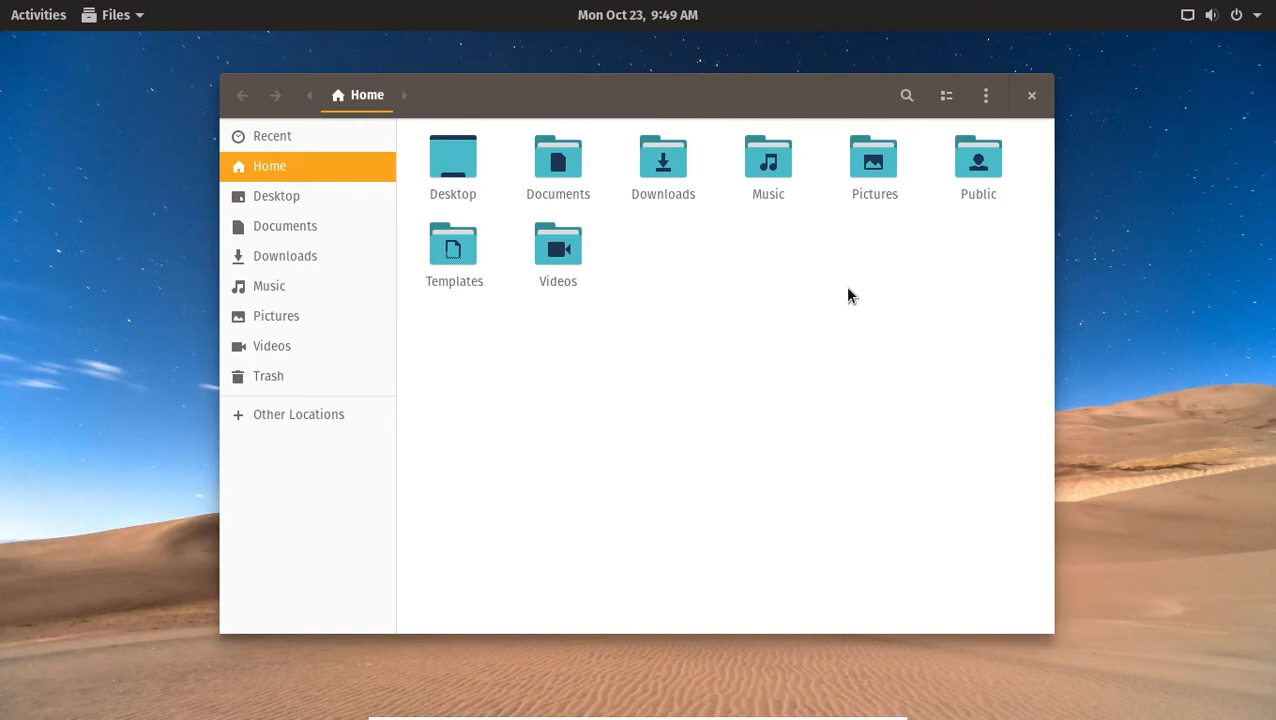 Activities Files Mon Oct 23, 9:49 AM
Home
Recent
Home
Desktop
Documents
Downloads
Music
Pictures
Videos
Trash
Other Locations
Desktop Documents Downloads Music Pictures Public
Templates Videos